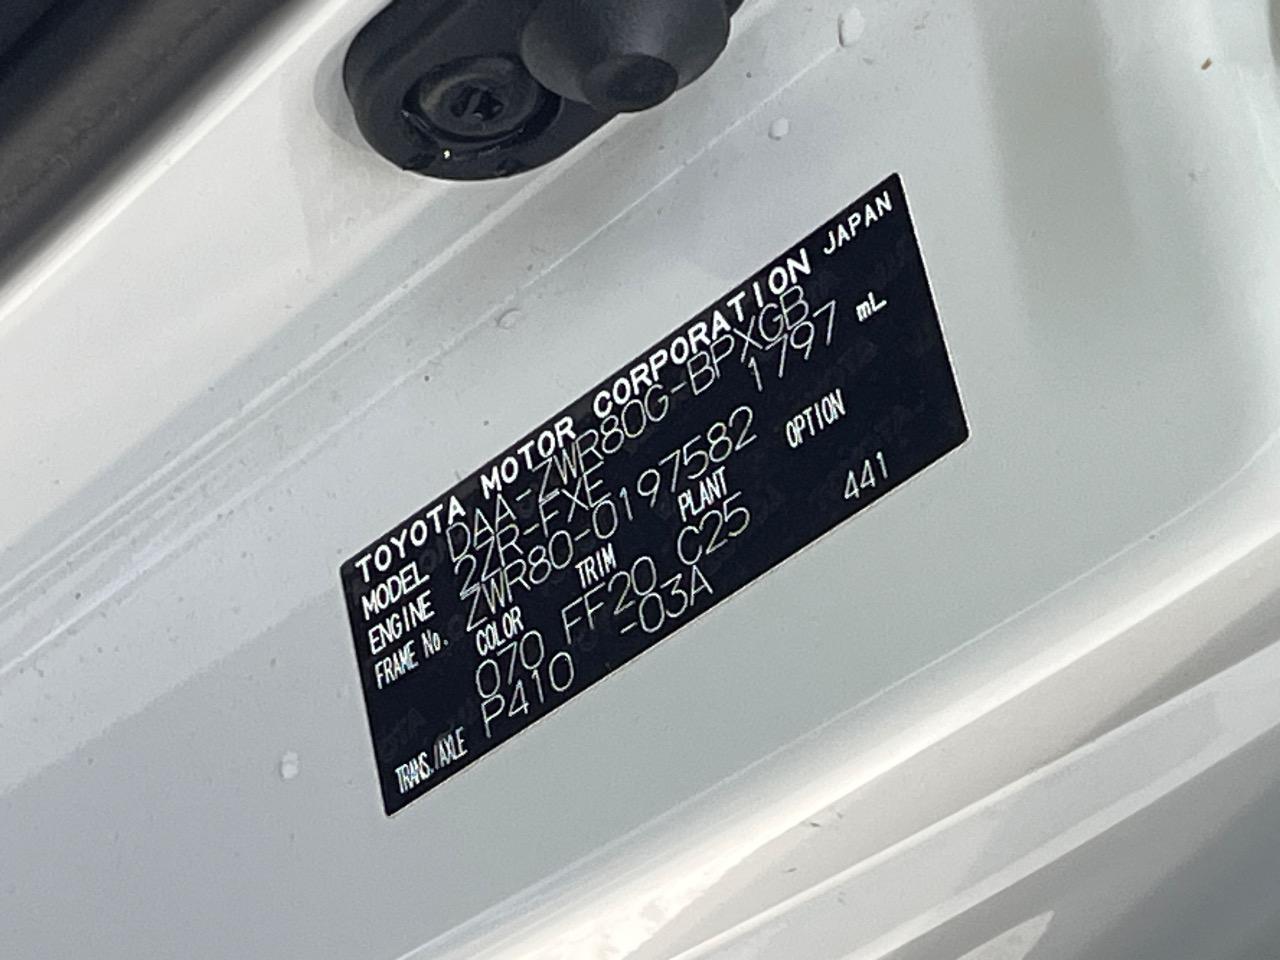 TOYOTA MOTOR CORPORATION JAPAN
MODEL DAA-ZWR80G-BPXGB
ENGINE 2ZR-FXE 1797 mL
FRAME No. ZWR80-0197582
COLOR TRIM PLANT OPTION
070 FF20 C25 441
TRANS./AXLE P410 -03A